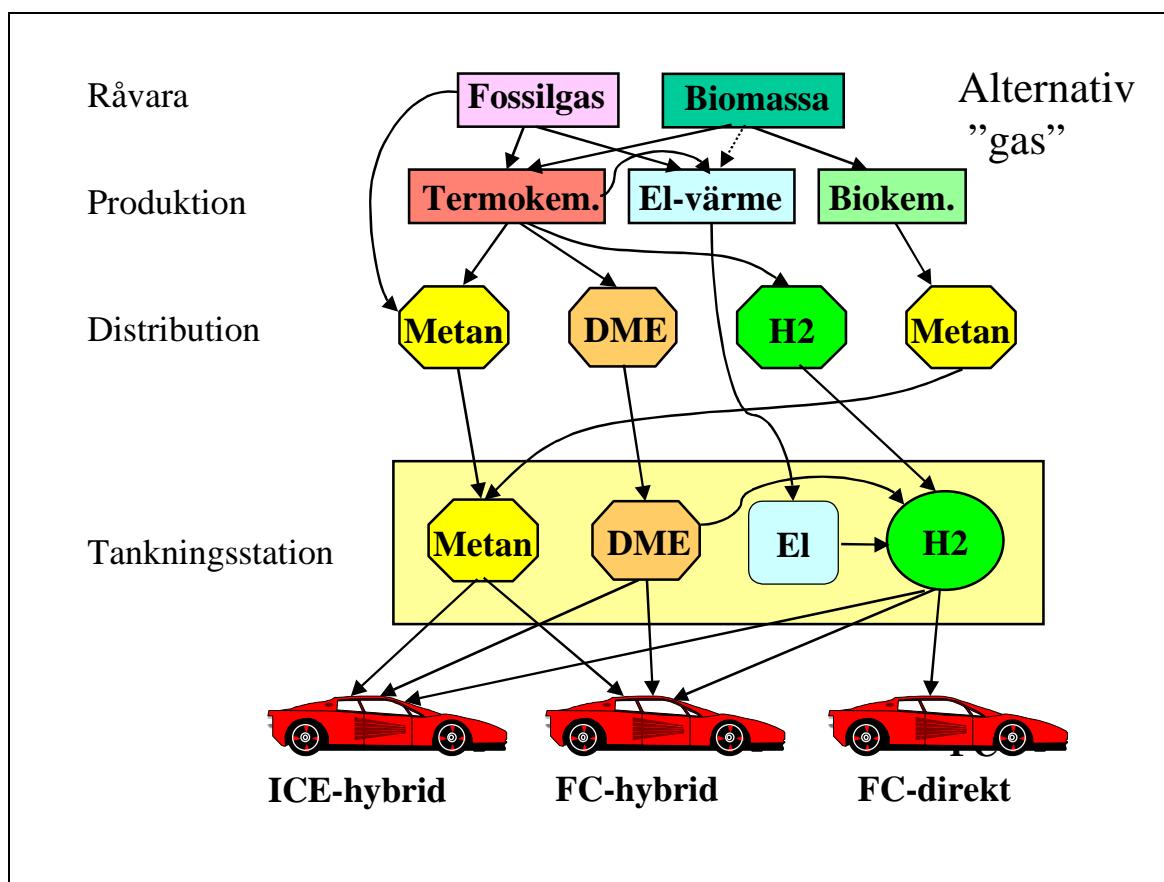 Råvara
Fossilgas
Biomassa
Alternativ
”gas”
Produktion
Termokem.
El-värme
Biokem.
Distribution
Metan
DME
H2
Metan
Tankningsstation
Metan
DME
El
H2
ICE-hybrid
FC-hybrid
FC-direkt